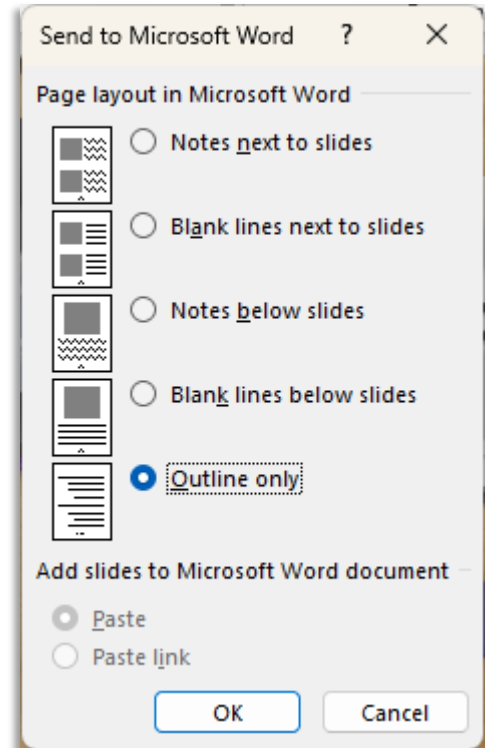 Send to Microsoft Word ?
Page layout in Microsoft Word
Notes next to slides
Blank lines next to slides
Notes below slides
Blank lines below slides
Outline only
Add slides to Microsoft Word document
Paste
Paste link
OK Cancel